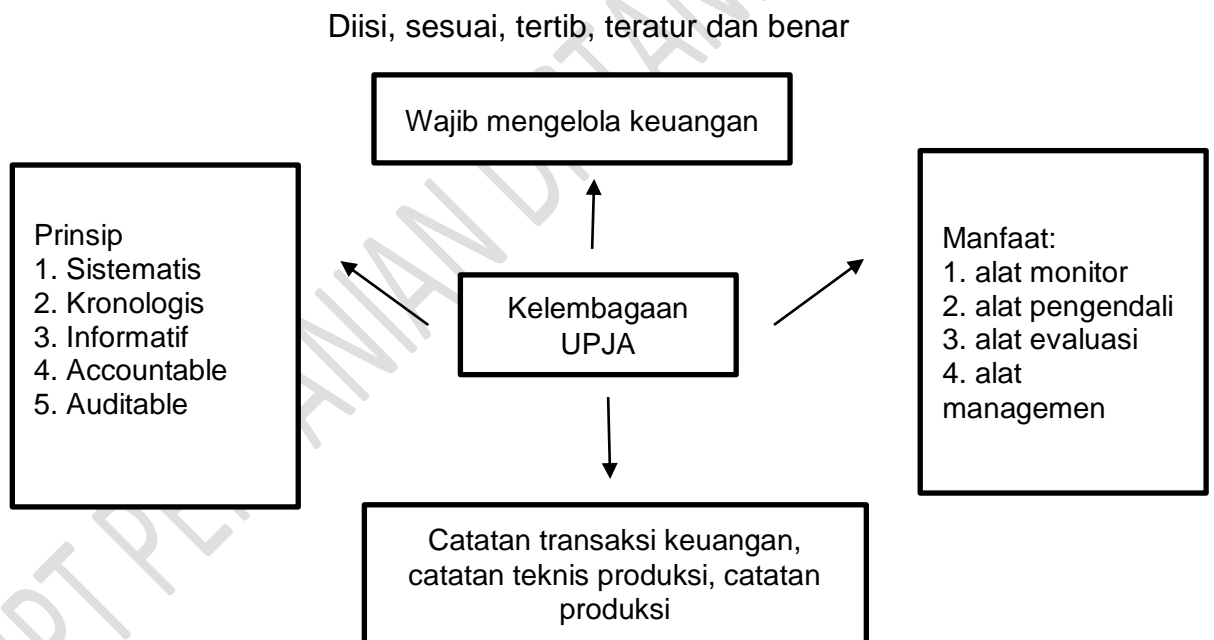 Diisi, sesuai, tertib, teratur dan benar
Wajib mengelola keuangan
Prinsip
1. Sistematis
2. Kronologis
3. Informatif
4. Accountable
5. Auditable
Kelembagaan
UPJA
Manfaat:
1. alat monitor
2. alat pengendali
3. alat evaluasi
4. alat
managemen
Catatan transaksi keuangan,
catatan teknis produksi, catatan
produksi